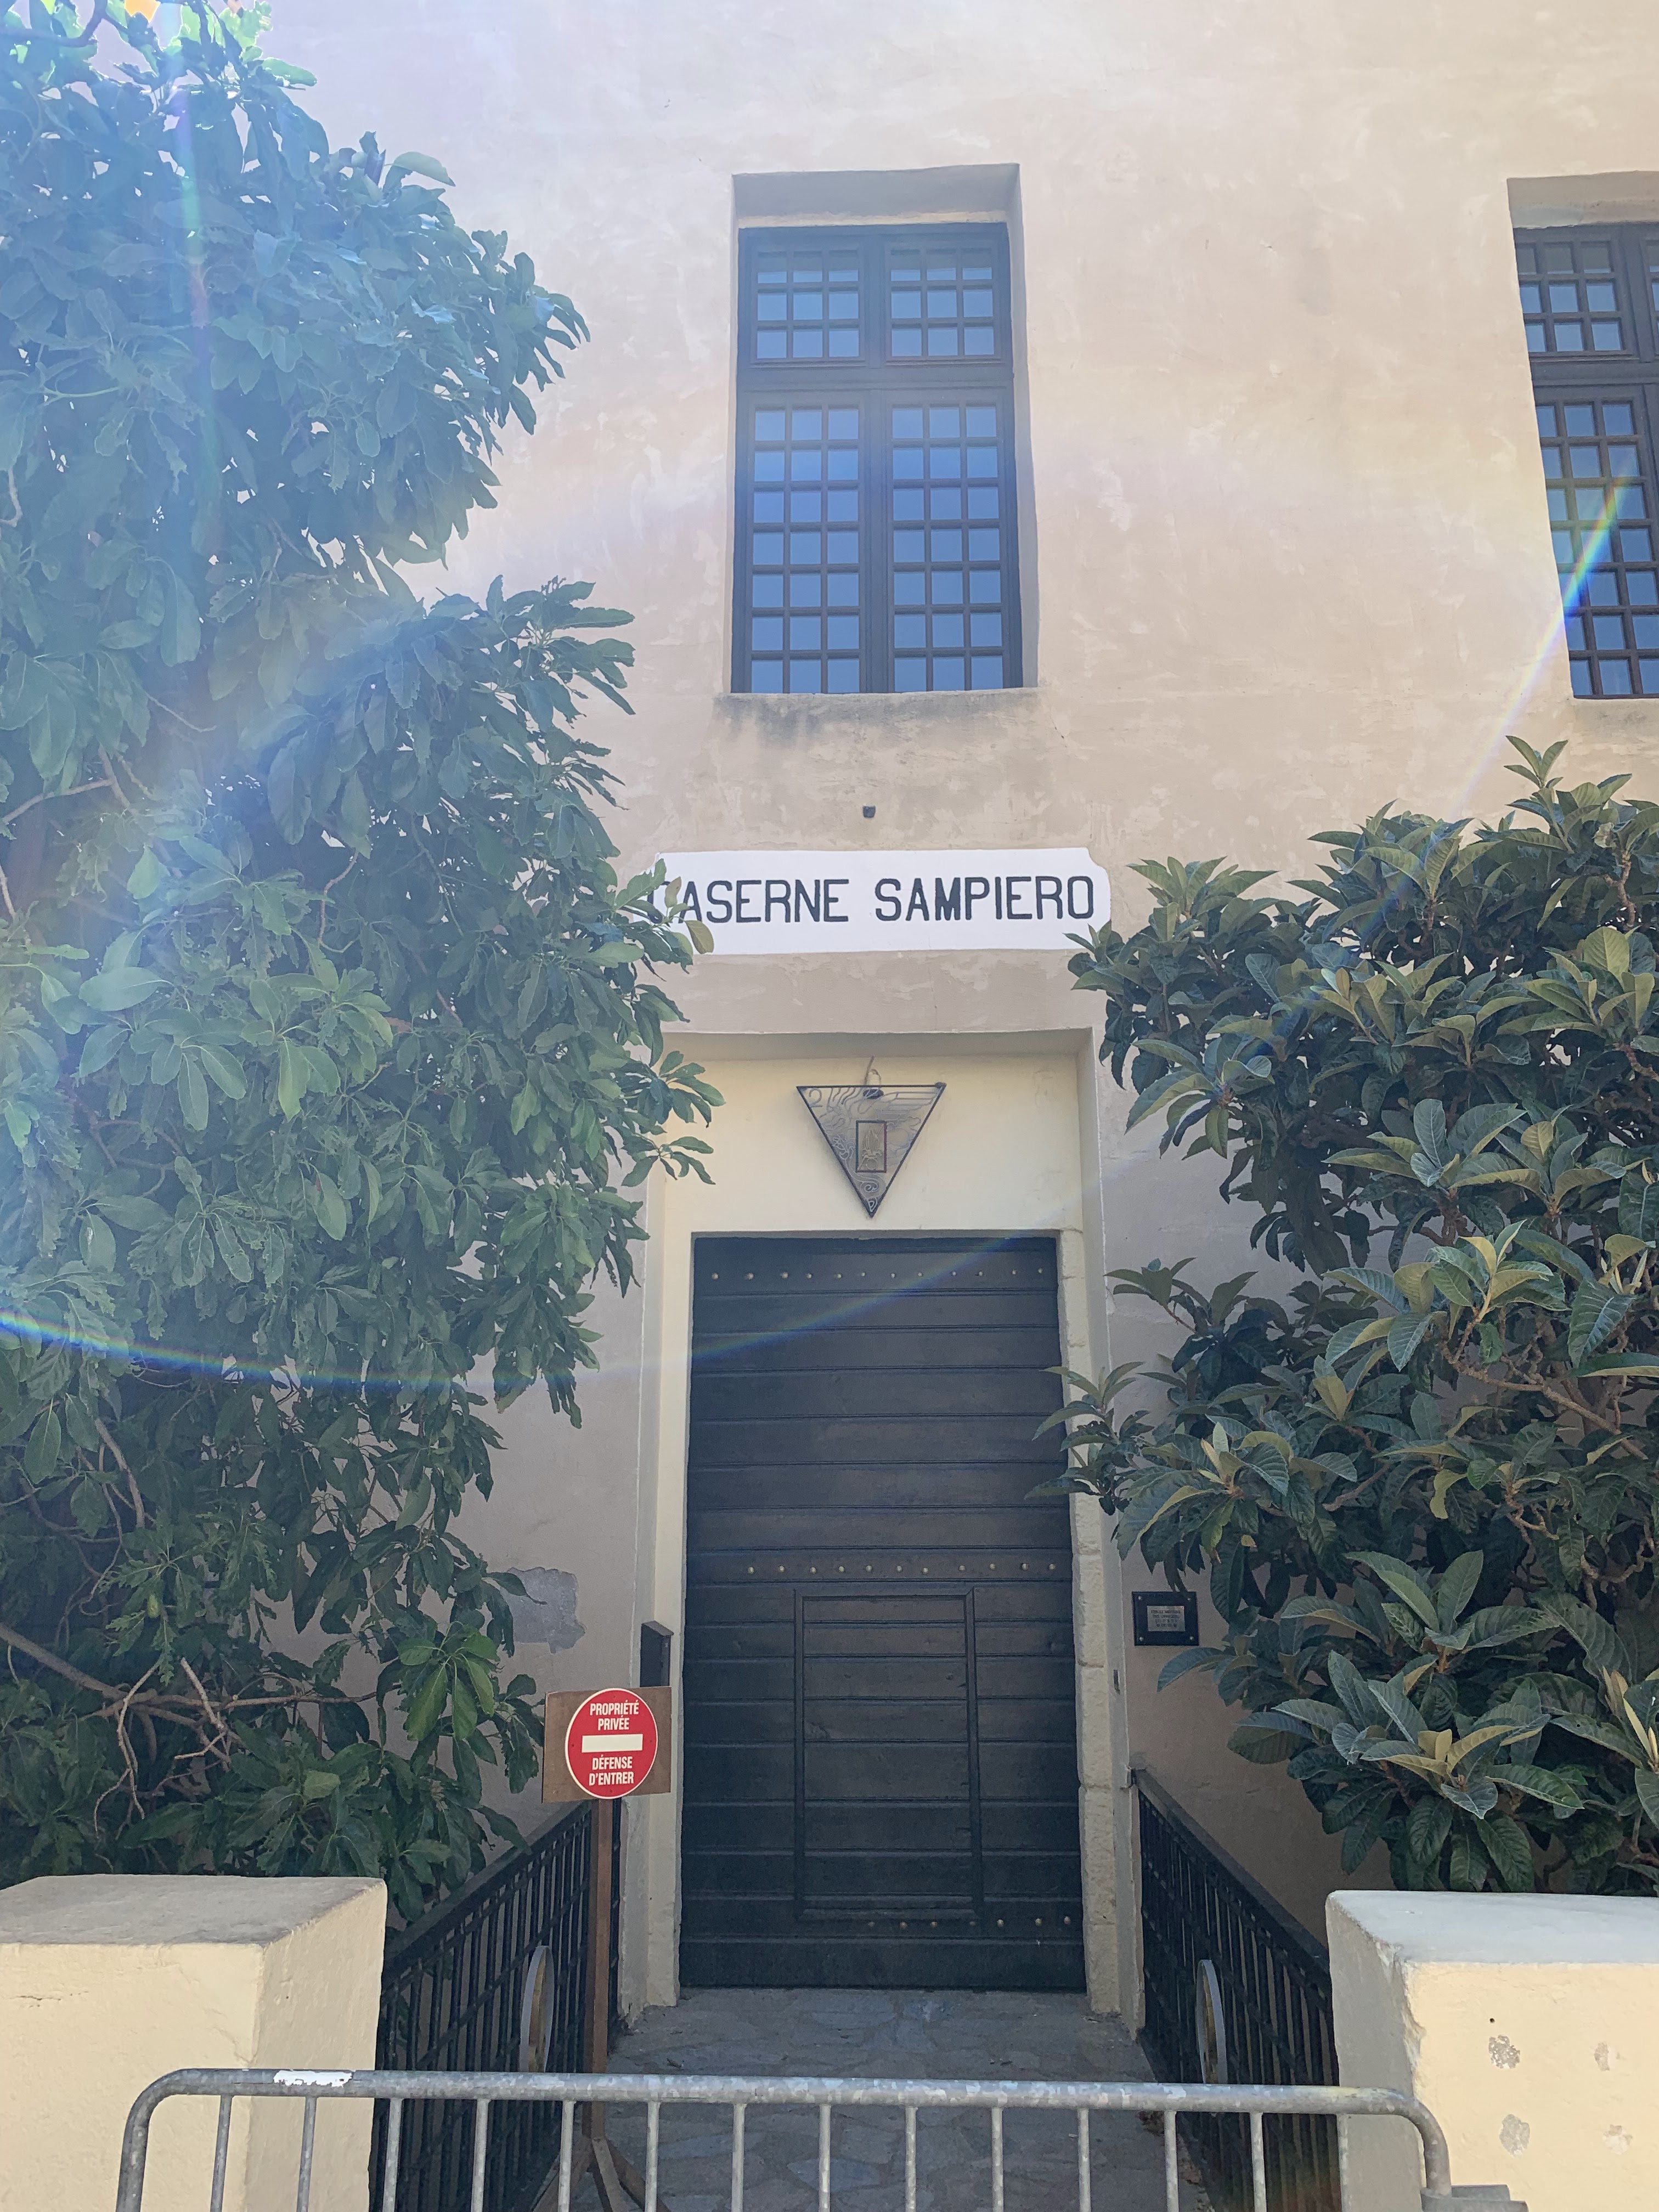 CASERNE SAMPIERO
PROPRIÉTÉ
PRIVÉE
DÉFENSE
D'ENTRER